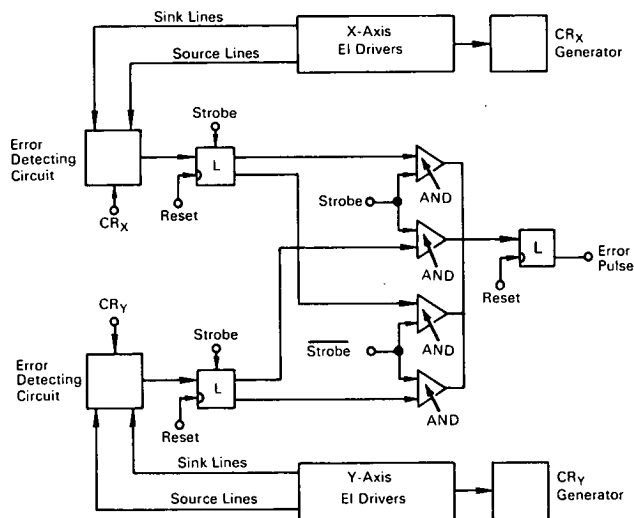 Sink Lines
X-Axis
EI Drivers
CRX
Generator
Source Lines
Strobe
Error
Detecting
Circuit
L
AND
Strobe
CRX
Reset
AND
L
Error
Pulse
Reset
CRY
Strobe
AND
Strobe
Error
Detecting
Circuit
L
AND
Reset
Sink Lines
Y-Axis
EI Drivers
CRY
Generator
Source Lines